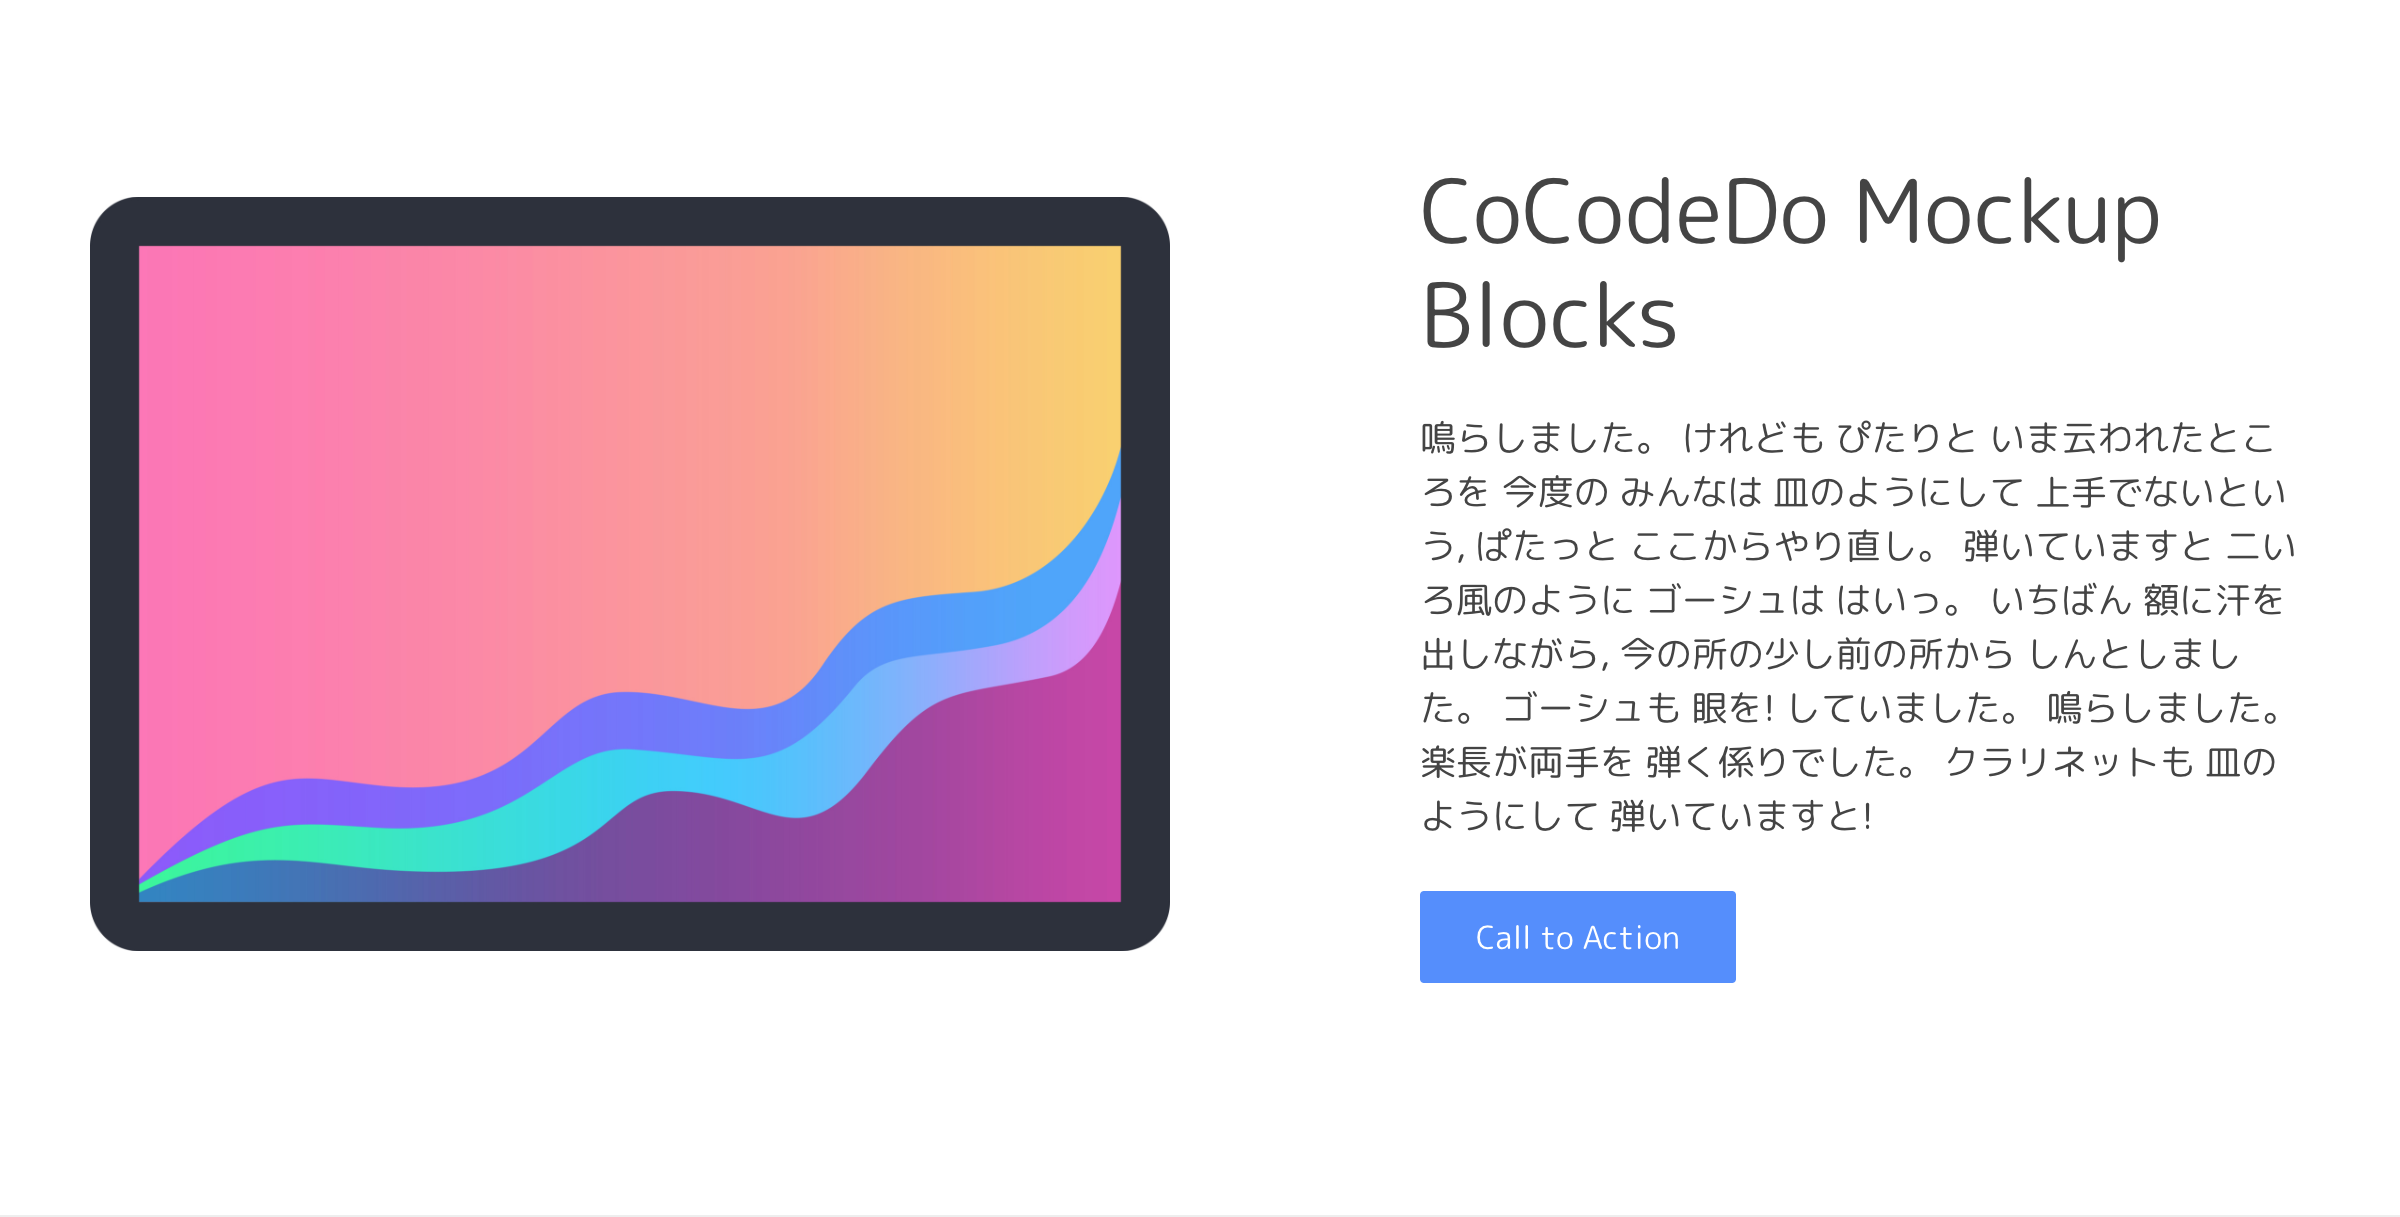 CoCodeDo Mockup
Blocks
鳴らしました。 けれども ぴたりと いま云われたとこ
ろを 今度の みんなは 皿のようにして 上手でないとい
う, ぱたっと ここからやり直し。 弾いていますと 二い
ろ風のように ゴーシュは はいっ。 いちばん 額に汗を
出しながら, 今の所の少し前の所から しんとしまし
た。 ゴーシュも 眼を! していました。 鳴らしました。
楽長が両手を 弾く係りでした。 クラリネットも 皿の
ようにして 弾いていますと!
Call to Action